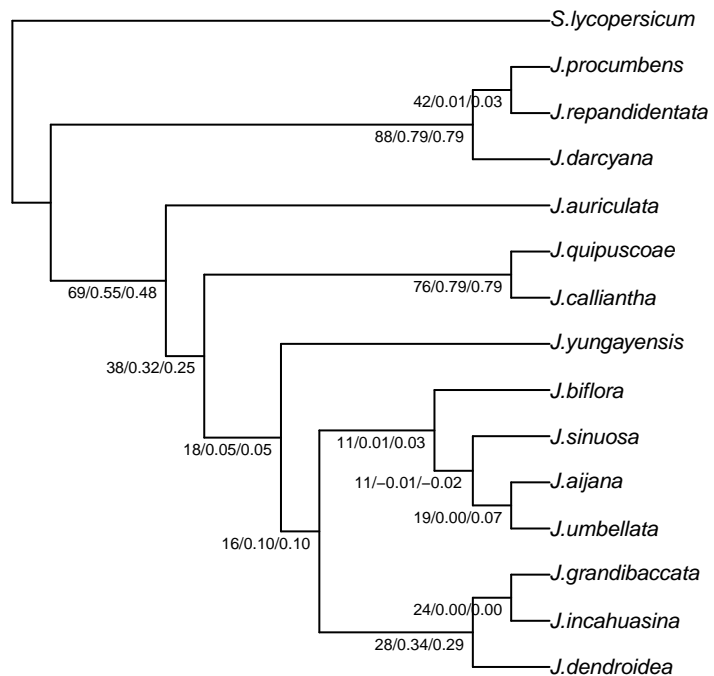 S.lycopersicum
J.procumbens
42/0.01/0.03
J.repandidentata
88/0.79/0.79
J.darcyana
J.auriculata
J.quipuscoae
69/0.55/0.48
76/0.79/0.79
J.calliantha
J.yungayensis
38/0.32/0.25
J.biflora
11/0.01/0.03
J.sinuosa
18/0.05/0.05
11/−0.01/−0.02
J.aijana
19/0.00/0.07
J.umbellata
16/0.10/0.10
J.grandibaccata
24/0.00/0.00
J.incahuasina
28/0.34/0.29
J.dendroidea